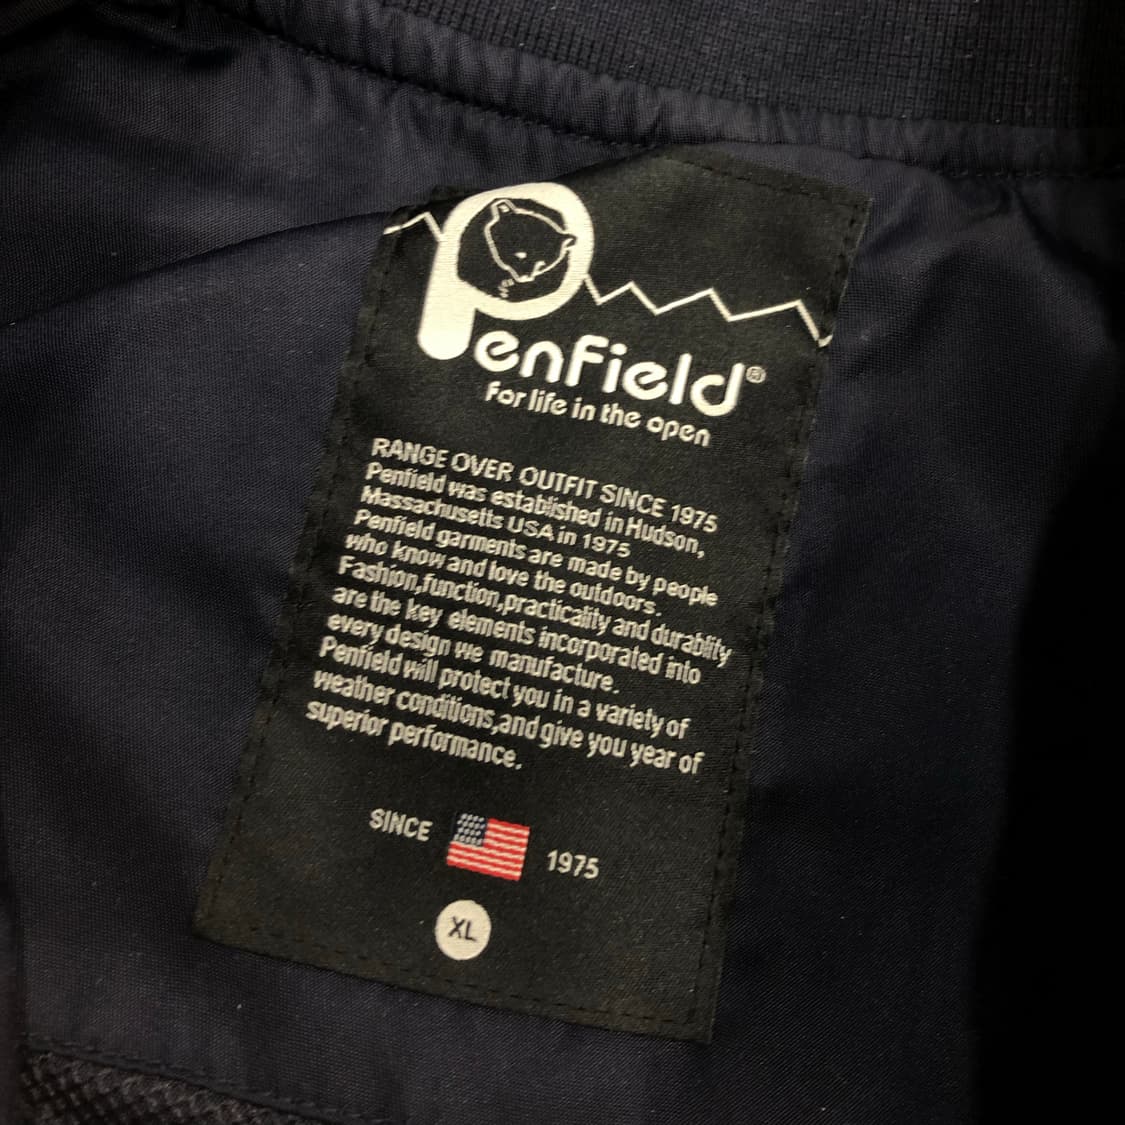 Penfield®
For life in the open
RANGE OVER OUTFIT SINCE 1975
Penfield was established in Hudson,
Massachusetts USA in 1975
Penfield garments are made by people
who know and love the outdoors.
Fashion,function,practicality and durablity
are the key elements incorporated into
every design we manufacture.
Penfield will protect you in a variety of
weather conditions,and give you year of
superior performance.
SINCE 1975
XL